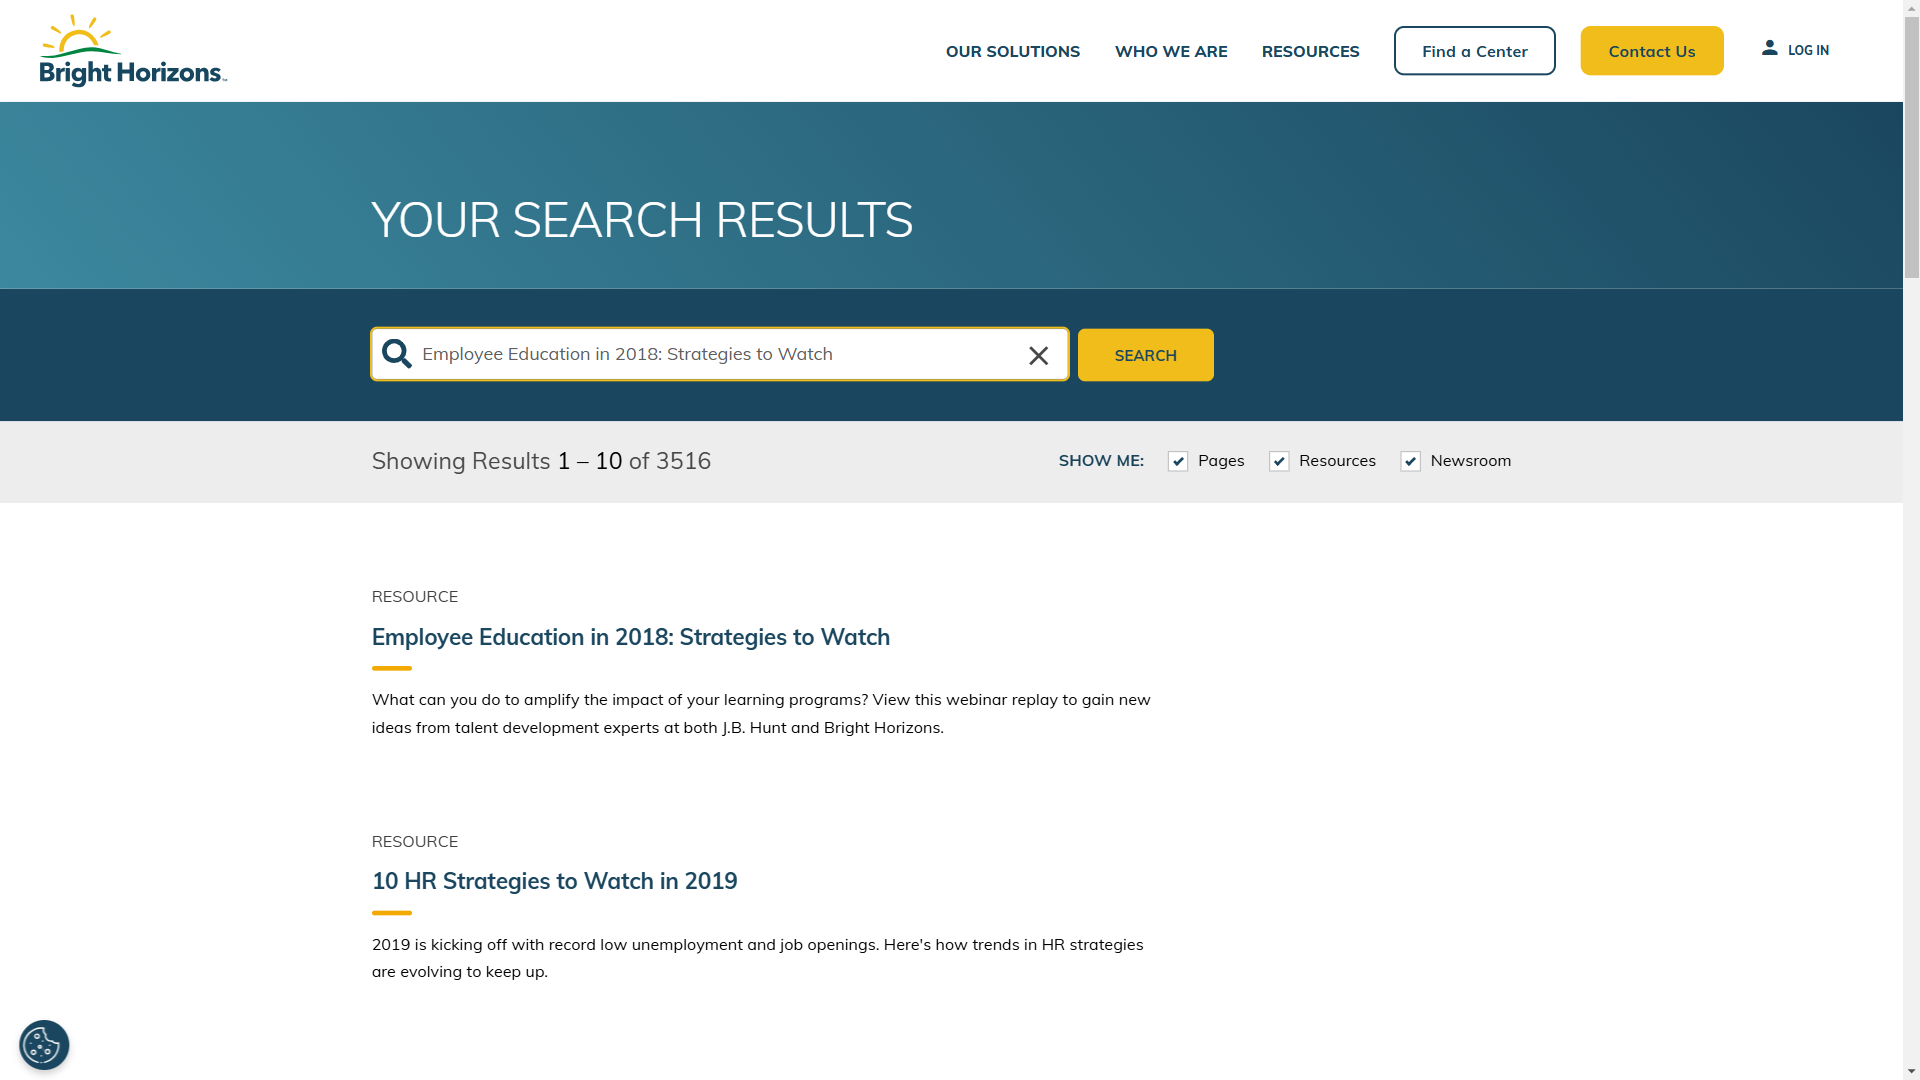 Bright Horizons™
OUR SOLUTIONS
WHO WE ARE
RESOURCES
Find a Center
Contact Us
LOG IN
YOUR SEARCH RESULTS
Employee Education in 2018: Strategies to Watch
SEARCH
Showing Results 1 – 10 of 3516
SHOW ME:
Pages
Resources
Newsroom
RESOURCE
Employee Education in 2018: Strategies to Watch
What can you do to amplify the impact of your learning programs? View this webinar replay to gain new
ideas from talent development experts at both J.B. Hunt and Bright Horizons.
RESOURCE
10 HR Strategies to Watch in 2019
2019 is kicking off with record low unemployment and job openings. Here's how trends in HR strategies
are evolving to keep up.